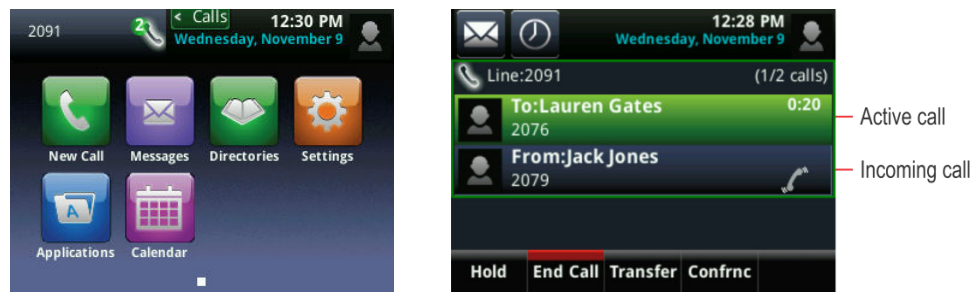 2091
2
< Calls
12:30 PM
Wednesday, November 9
New Call
Messages
Directories
Settings
A
Applications
Calendar
12:28 PM
Wednesday, November 9
Line:2091
(1/2 calls)
To:Lauren Gates
0:20
2076
From:Jack Jones
2079
Hold
End Call
Transfer
Confrnc
Active call
Incoming call